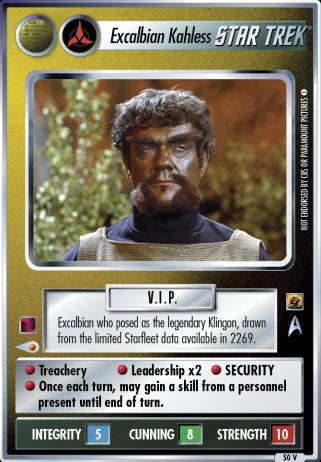 Excalbian Kahless STAR TREK
NOT ENDORSED BY CBS OR PARAMOUNT PICTURES
V.I.P.
Excalbian who posed as the legendary Klingon, drawn
from the limited Starfleet data available in 2269.
Treachery Leadership x2 SECURITY
Once each turn, may gain a skill from a personnel
present until end of turn.
INTEGRITY 5 CUNNING 8 STRENGTH 10
50 V